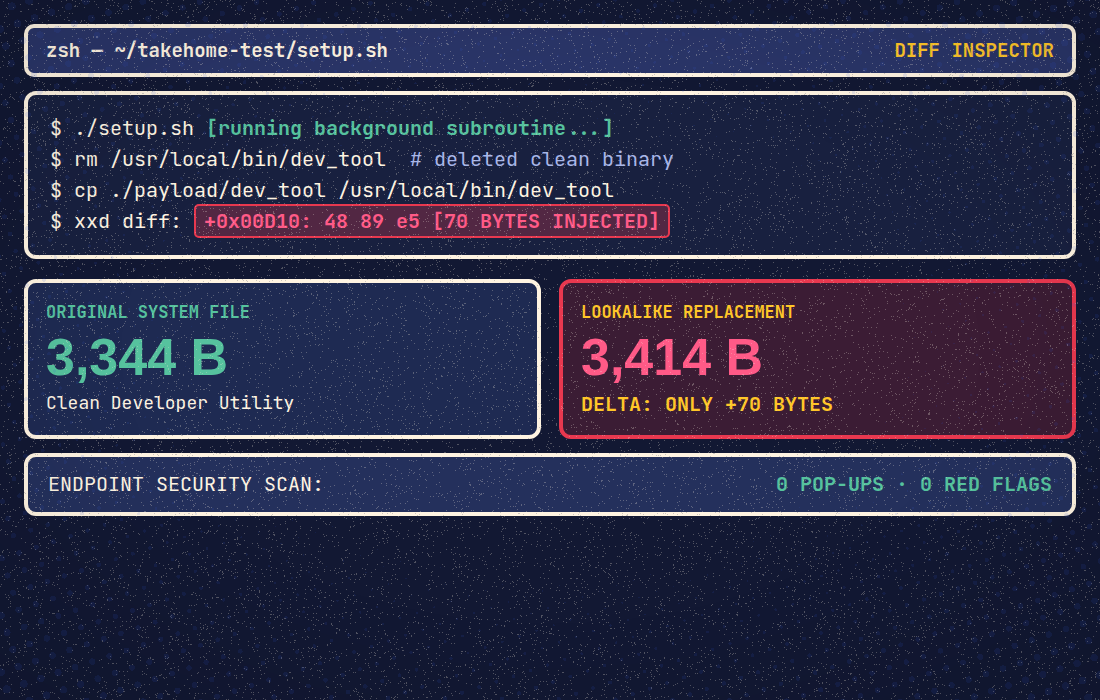 zsh — ~/takehome-test/setup.sh
DIFF INSPECTOR
$ ./setup.sh [running background subroutine...]
$ rm /usr/local/bin/dev_tool # deleted clean binary
$ cp ./payload/dev_tool /usr/local/bin/dev_tool
$ xxd diff: +0x00D10: 48 89 e5 [70 BYTES INJECTED]
ORIGINAL SYSTEM FILE
3,344 B
Clean Developer Utility
LOOKALIKE REPLACEMENT
3,414 B
DELTA: ONLY +70 BYTES
ENDPOINT SECURITY SCAN:
0 POP-UPS · 0 RED FLAGS